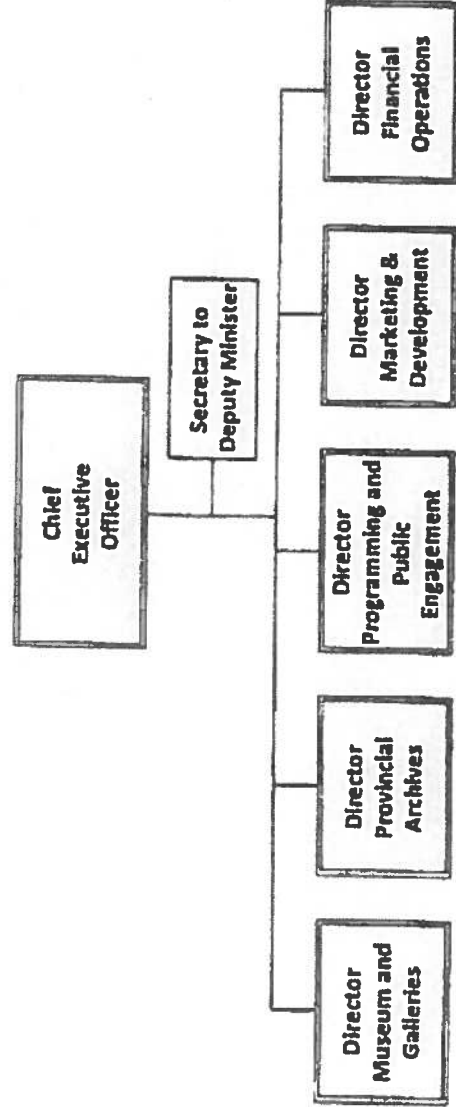 Chief
Executive
Officer
Secretary to
Deputy Minister
Director
Museum and
Galleries
Director
Provincial
Archives
Director
Programming and
Public
Engagement
Director
Marketing &
Development
Director
Financial
Operations